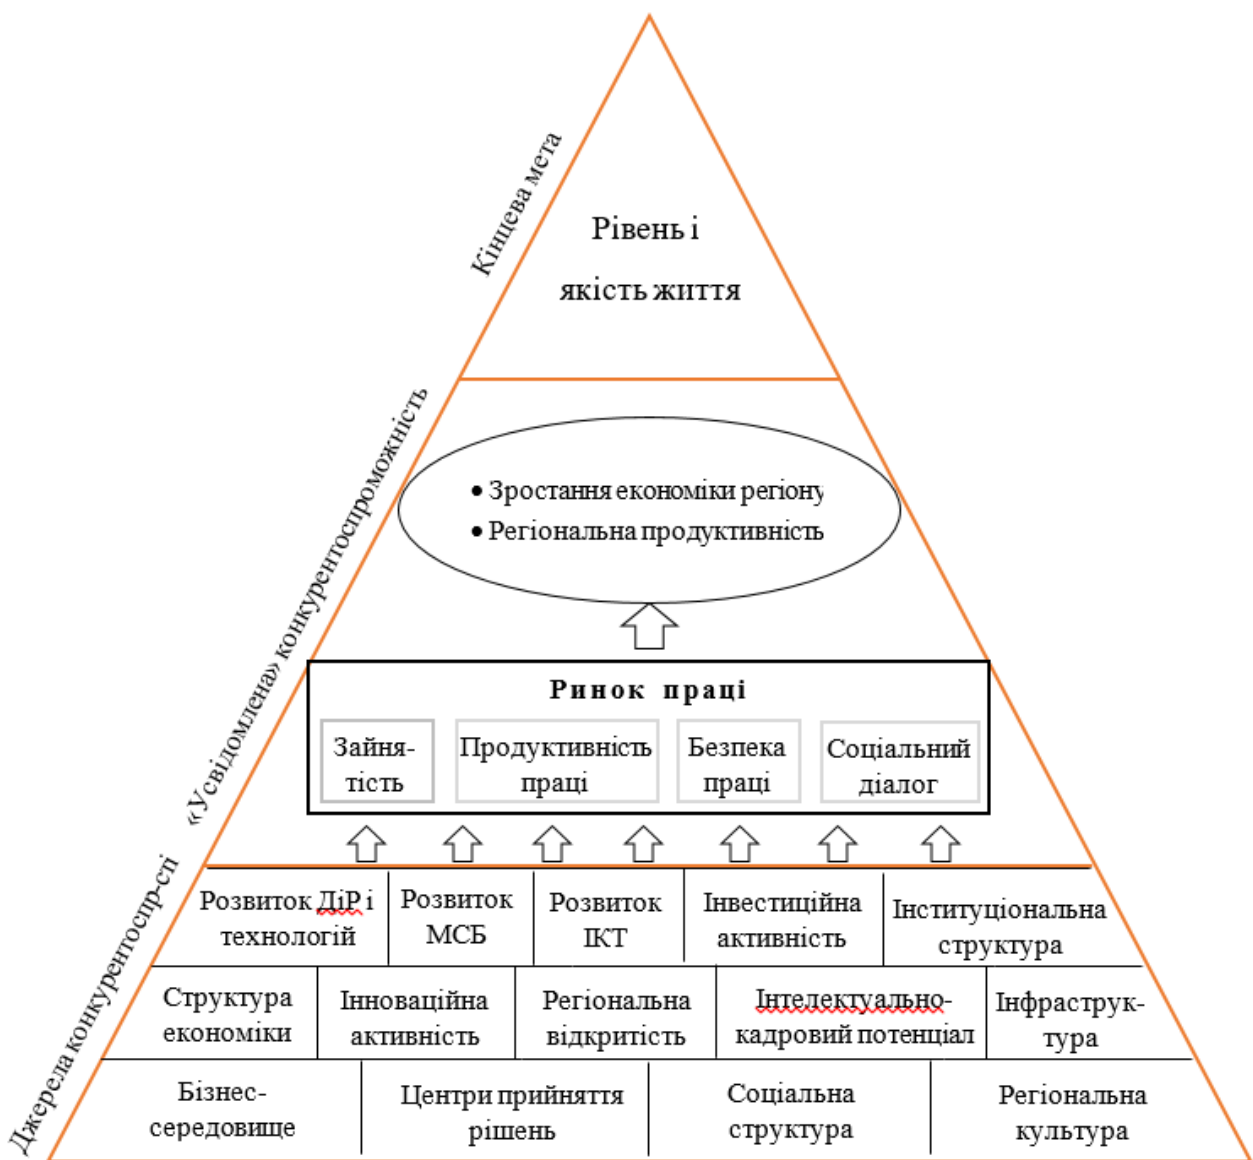 Кінцева мета
Рівень і
якість життя
«Усвідомлена» конкурентоспроможність
• Зростання економіки регіону
• Регіональна продуктивність
Ринок праці
Зайня-
тість
Продуктивність
праці
Безпека
праці
Соціальний
діалог
Джерела конкурентоспр-сті
Розвиток ДіР і
технологій
Розвиток
МСБ
Розвиток
ІКТ
Інвестиційна
активність
Інституціональна
структура
Структура
економіки
Інноваційна
активність
Регіональна
відкритість
Інтелектуально-
кадровий потенціал
Інфраструк-
тура
Бізнес-
середовище
Центри прийняття
рішень
Соціальна
структура
Регіональна
культура